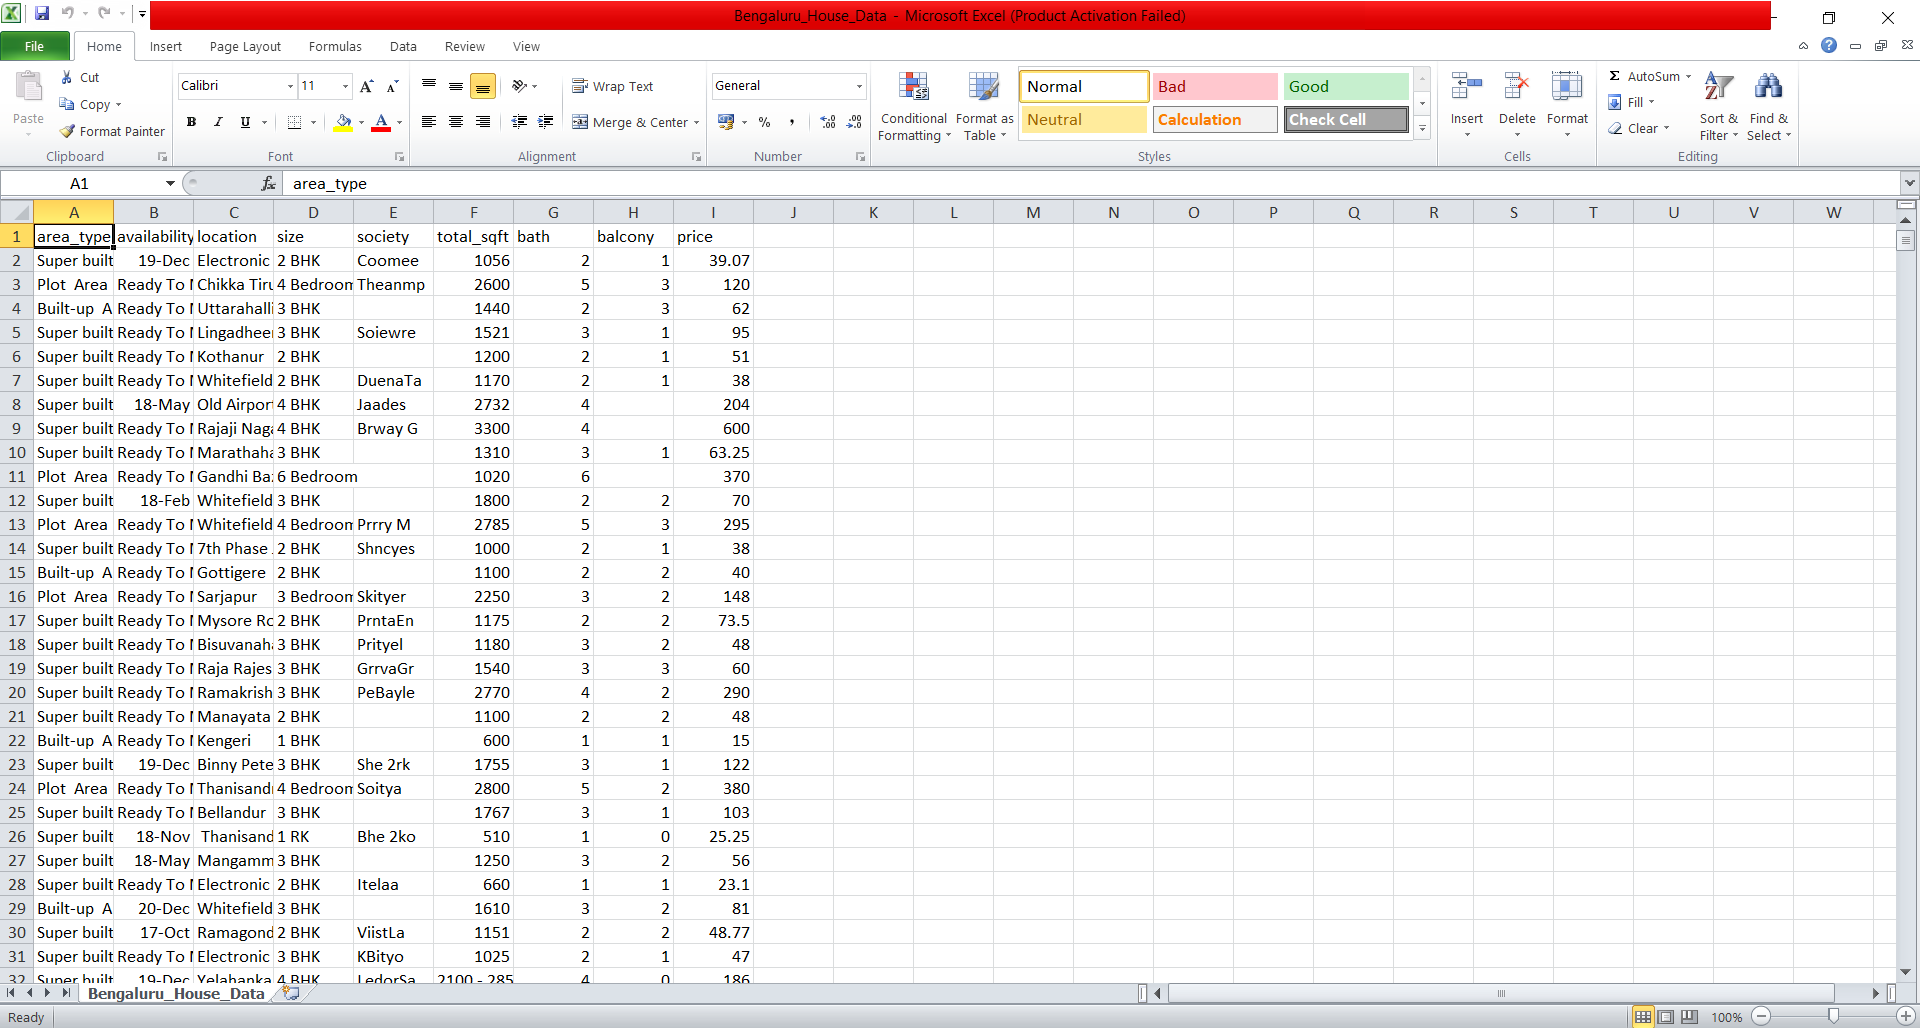 Bengaluru_House_Data - Microsoft Excel (Product Activation Failed)
File Home Insert Page Layout Formulas Data Review View
Paste Cut Copy Format Painter Clipboard
Calibri 11 A A B I U A Font
Wrap Text Merge & Center Alignment
General % , Number
Conditional Formatting Format as Table
Normal Bad Good
Neutral Calculation Check Cell
Styles
Insert Delete Format Cells
Σ AutoSum Fill Clear Sort & Filter Find & Select Editing
A1 fx area_type
A B C D E F G H I J K L M N O P Q R S T U V W
1 area_type availability location size society total_sqft bath balcony price
2 Super built 19-Dec Electronic 2 BHK Coomee 1056 2 1 39.07
3 Plot Area Ready To Chikka Tiru 4 Bedroom Theanmp 2600 5 3 120
4 Built-up A Ready To Uttarahalli 3 BHK 1440 2 3 62
5 Super built Ready To Lingadhee 3 BHK Soiewre 1521 3 1 95
6 Super built Ready To Kothanur 2 BHK 1200 2 1 51
7 Super built Ready To Whitefield 2 BHK DuenaTa 1170 2 1 38
8 Super built 18-May Old Airport 4 BHK Jaades 2732 4 204
9 Super built Ready To Rajaji Naga 4 BHK Brway G 3300 4 600
10 Super built Ready To Marathaha 3 BHK 1310 3 1 63.25
11 Plot Area Ready To Gandhi Ba 6 Bedroom 1020 6 370
12 Super built 18-Feb Whitefield 3 BHK 1800 2 2 70
13 Plot Area Ready To Whitefield 4 Bedroom Prrry M 2785 5 3 295
14 Super built Ready To 7th Phase 2 BHK Shncyes 1000 2 1 38
15 Built-up A Ready To Gottigere 2 BHK 1100 2 2 40
16 Plot Area Ready To Sarjapur 3 Bedroom Skityer 2250 3 2 148
17 Super built Ready To Mysore Ro 2 BHK PrntaEn 1175 2 2 73.5
18 Super built Ready To Bisuvanaha 3 BHK Prityel 1180 3 2 48
19 Super built Ready To Raja Rajes 3 BHK GrrvaGr 1540 3 3 60
20 Super built Ready To Ramakrish 3 BHK PeBayle 2770 4 2 290
21 Super built Ready To Manayata 2 BHK 1100 2 2 48
22 Built-up A Ready To Kengeri 1 BHK 600 1 1 15
23 Super built 19-Dec Binny Pete 3 BHK She 2rk 1755 3 1 122
24 Plot Area Ready To Thanisand 4 Bedroom Soitya 2800 5 2 380
25 Super built Ready To Bellandur 3 BHK 1767 3 1 103
26 Super built 18-Nov Thanisand 1 RK Bhe 2ko 510 1 0 25.25
27 Super built 18-May Mangamm 3 BHK 1250 3 2 56
28 Super built Ready To Electronic 2 BHK Itelaa 660 1 1 23.1
29 Built-up A 20-Dec Whitefield 3 BHK 1610 3 2 81
30 Super built 17-Oct Ramagond 2 BHK ViistLa 1151 2 2 48.77
31 Super built Ready To Electronic 3 BHK KBityo 1025 2 1 47
32 Super built 19-Dec Yelahanka 4 BHK LedorSa 2100 - 285 4 0 186
Bengaluru_House_Data
Ready 100%